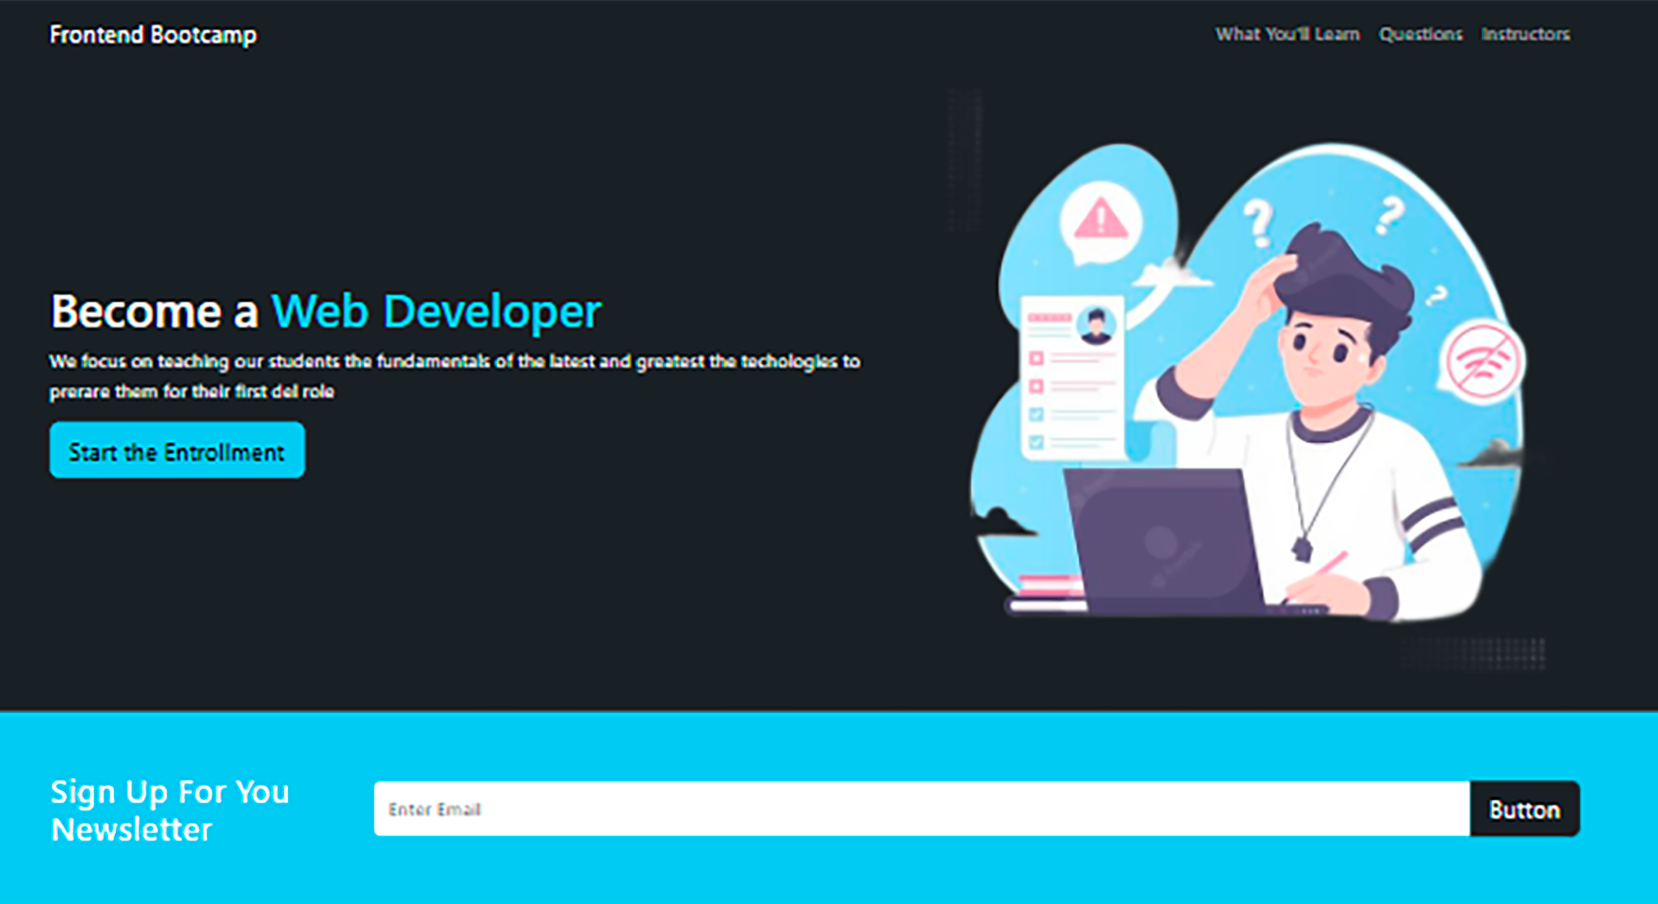 Frontend Bootcamp
What You'll Learn Questions Instructors
Become a Web Developer
We focus on teaching our students the fundamentals of the latest and greatest the techologies to
prerare them for their first del role
Start the Entrollment
Sign Up For You
Newsletter
Enter Email
Button